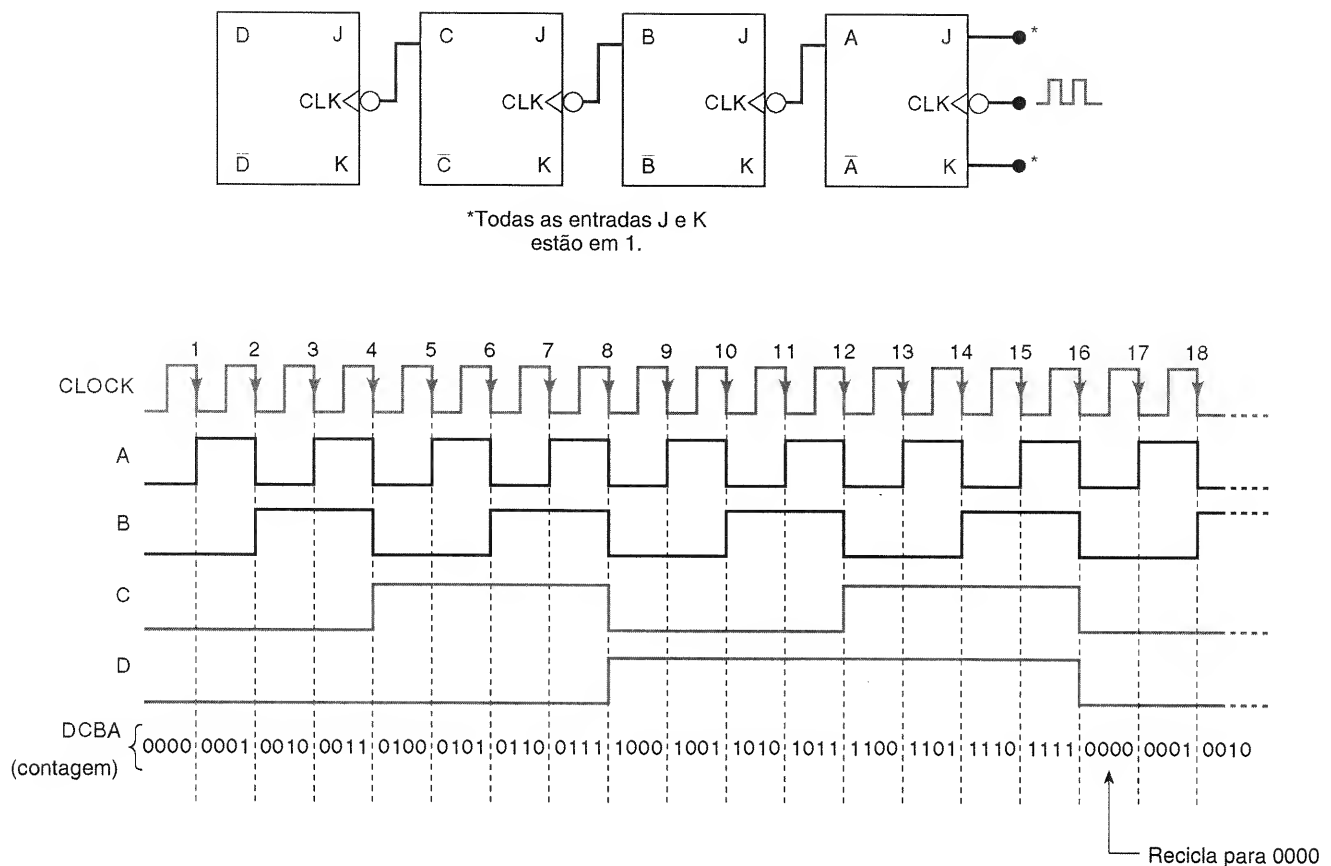 D J C J B J A J *
CLK CLK CLK CLK
D̅ K C̅ K B̅ K A̅ K *
*Todas as entradas J e K
estão em 1.
1 2 3 4 5 6 7 8 9 10 11 12 13 14 15 16 17 18
CLOCK
A
B
C
D
DCBA
(contagem)
0000 0001 0010 0011 0100 0101 0110 0111 1000 1001 1010 1011 1100 1101 1110 1111 0000 0001 0010
Recicla para 0000